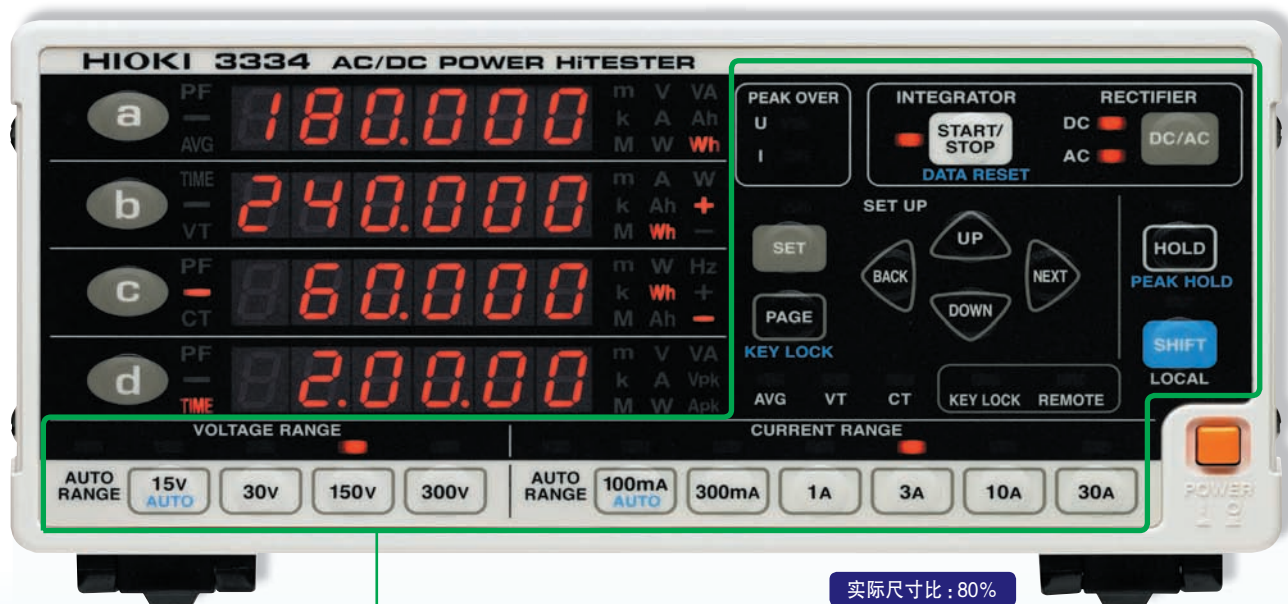 HIOKI 3334 AC/DC POWER HiTESTER
a PF AVG 180.000 m V VA k A Ah M W Wh
b TIME VT 240.000 m A W k Ah + M Wh −
c PF − CT 60.000 m W Hz k Wh + M Ah −
d PF − TIME 2.00.00 m V VA k A Vpk M W Apk
PEAK OVER
U
I
INTEGRATOR RECTIFIER
START/
STOP
DATA RESET
DC
AC
DC/AC
SET UP
SET
UP
BACK
NEXT
DOWN
HOLD
PEAK HOLD
PAGE
KEY LOCK
SHIFT
LOCAL
AVG VT CT KEY LOCK REMOTE
VOLTAGE RANGE CURRENT RANGE
AUTO
RANGE
15V
AUTO
30V 150V 300V
AUTO
RANGE
100mA
AUTO
300mA 1A 3A 10A 30A
POWER
实际尺寸比:80%